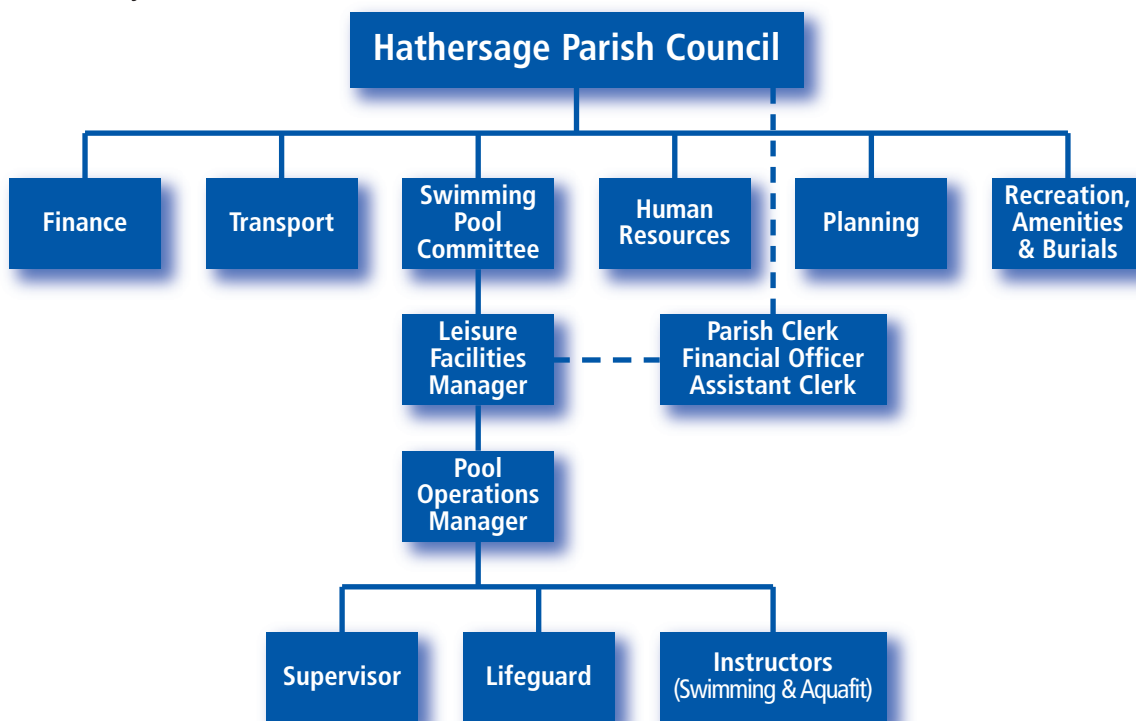 Hathersage Parish Council
Finance
Transport
Swimming
Pool
Committee
Human
Resources
Planning
Recreation,
Amenities
& Burials
Leisure
Facilities
Manager
Parish Clerk
Financial Officer
Assistant Clerk
Pool
Operations
Manager
Supervisor
Lifeguard
Instructors
(Swimming & Aquafit)